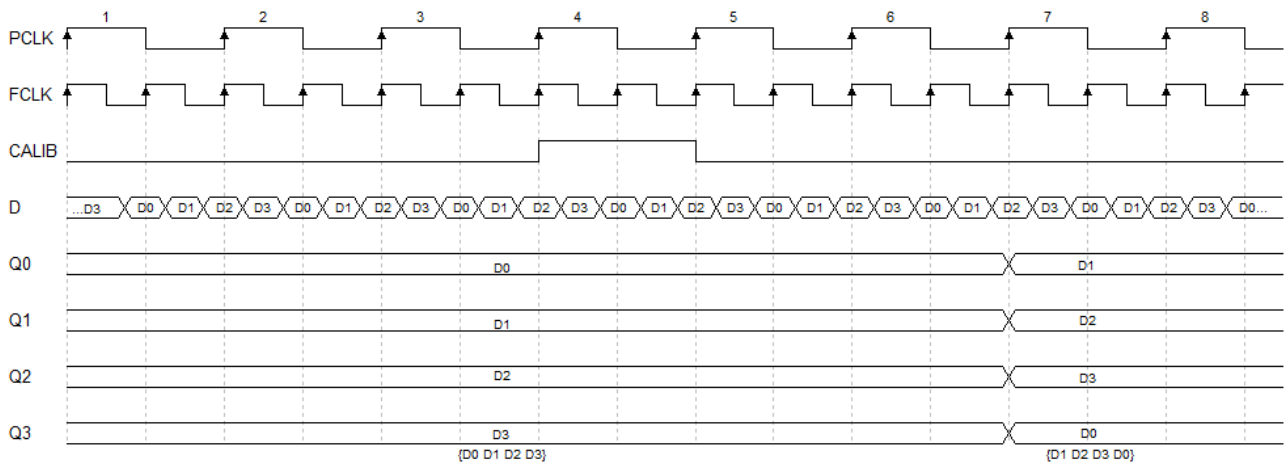 1 2 3 4 5 6 7 8
PCLK
FCLK
CALIB
D ...D3 D0 D1 D2 D3 D0 D1 D2 D3 D0 D1 D2 D3 D0 D1 D2 D3 D0 D1 D2 D3 D0 D1 D2 D3 D0 D1 D2 D3 D0...
Q0 D0 D1
Q1 D1 D2
Q2 D2 D3
Q3 D3 D0
{D0 D1 D2 D3} {D1 D2 D3 D0}